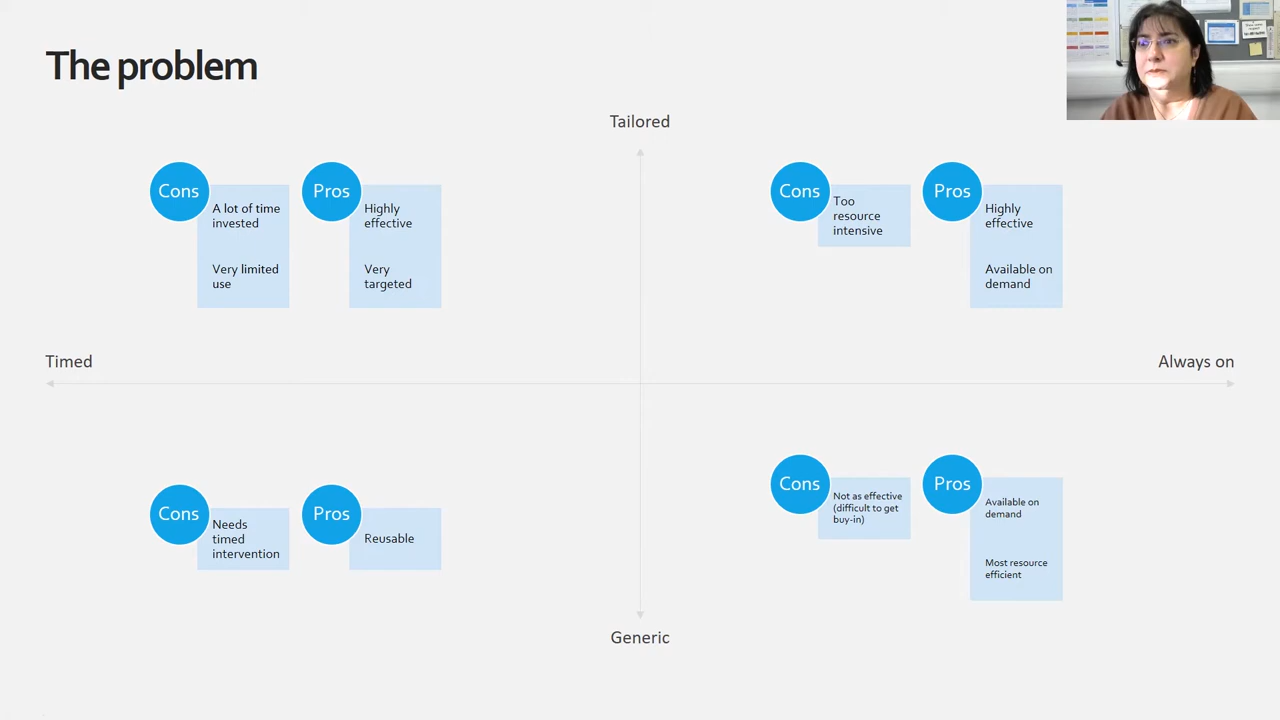 The problem
Tailored
Cons
A lot of time
invested
Very limited
use
Pros
Highly
effective
Very
targeted
Cons
Too
resource
intensive
Pros
Highly
effective
Available on
demand
Timed
Always on
Cons
Needs
timed
intervention
Pros
Reusable
Cons
Not as effective
(difficult to get
buy-in)
Pros
Available on
demand
Most resource
efficient
Generic